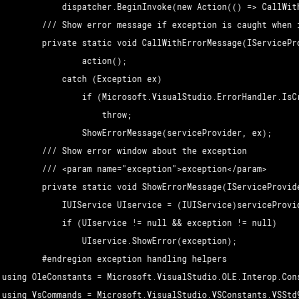 dispatcher.BeginInvoke(new Action(() => CallWith
/// Show error message if exception is caught when i
private static void CallWithErrorMessage(IServicePro
action();
catch (Exception ex)
if (Microsoft.VisualStudio.ErrorHandler.IsCr
throw;
ShowErrorMessage(serviceProvider, ex);
/// Show error window about the exception
/// <param name="exception">exception</param>
private static void ShowErrorMessage(IServiceProvide
IUIService UIservice = (IUIService)serviceProvid
if (UIservice != null && exception != null)
UIservice.ShowError(exception);
#endregion exception handling helpers
using OleConstants = Microsoft.VisualStudio.OLE.Interop.Cons
using VsCommands = Microsoft.VisualStudio.VSConstants.VSStd9